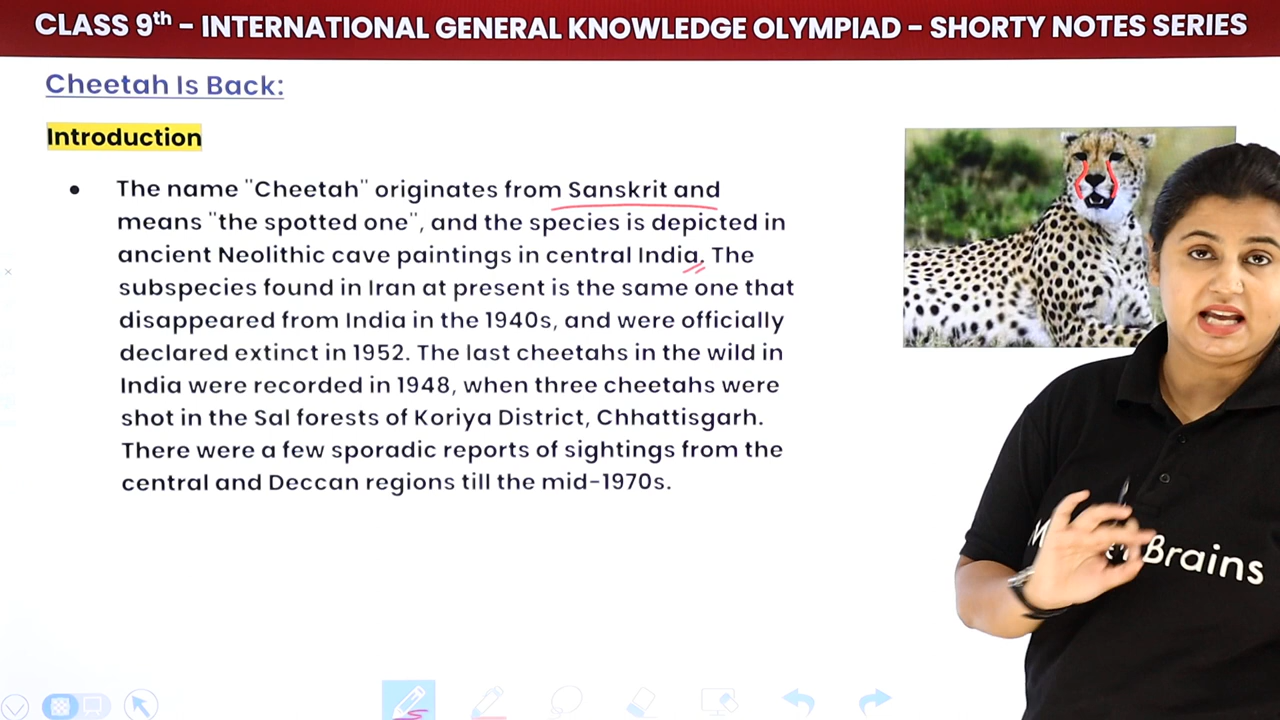 CLASS 9th – INTERNATIONAL GENERAL KNOWLEDGE OLYMPIAD – SHORTY NOTES SERIES
Cheetah Is Back:
Introduction
• The name "Cheetah" originates from Sanskrit and
means "the spotted one", and the species is depicted in
ancient Neolithic cave paintings in central India. The
subspecies found in Iran at present is the same one that
disappeared from India in the 1940s, and were officially
declared extinct in 1952. The last cheetahs in the wild in
India were recorded in 1948, when three cheetahs were
shot in the Sal forests of Koriya District, Chhattisgarh.
There were a few sporadic reports of sightings from the
central and Deccan regions till the mid-1970s.
Brains